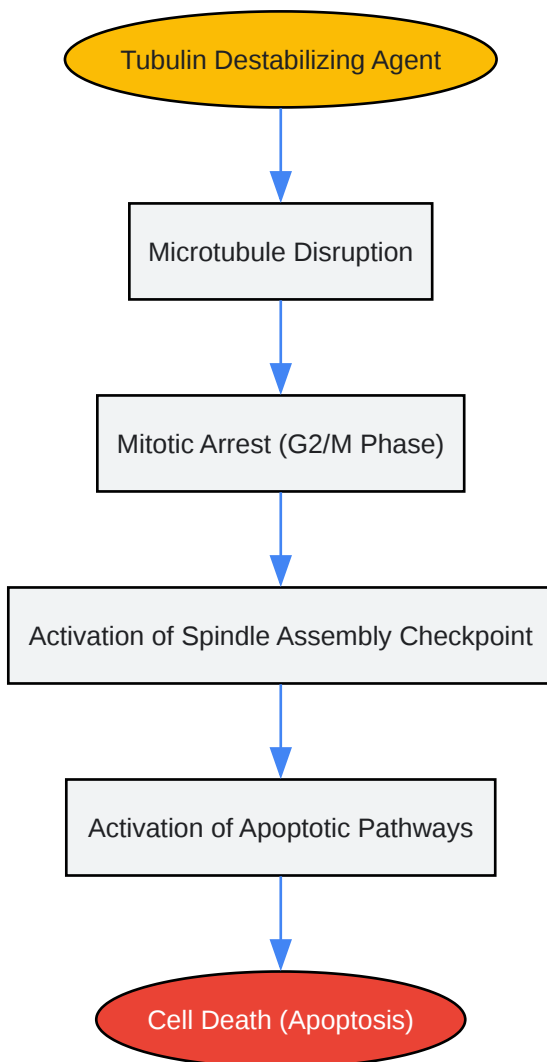 Tubulin Destabilizing Agent
Microtubule Disruption
Mitotic Arrest (G2/M Phase)
Activation of Spindle Assembly Checkpoint
Activation of Apoptotic Pathways
Cell Death (Apoptosis)